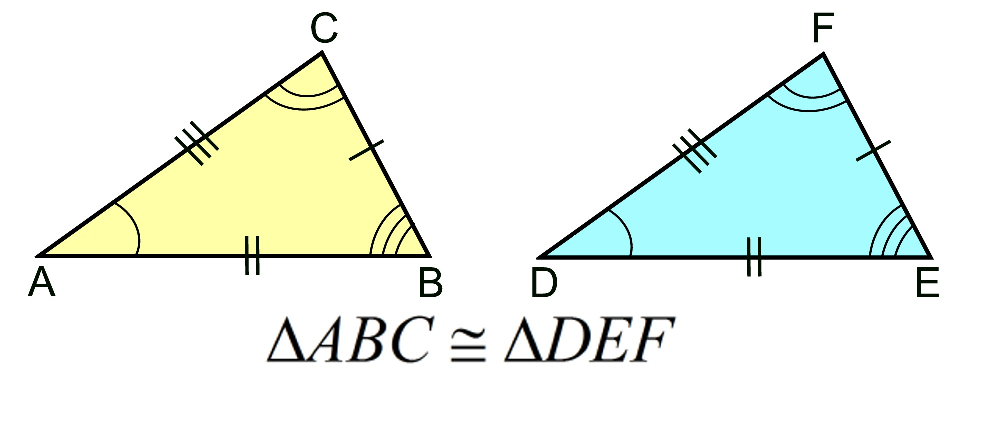 C F
A B D E
ΔABC ≅ ΔDEF